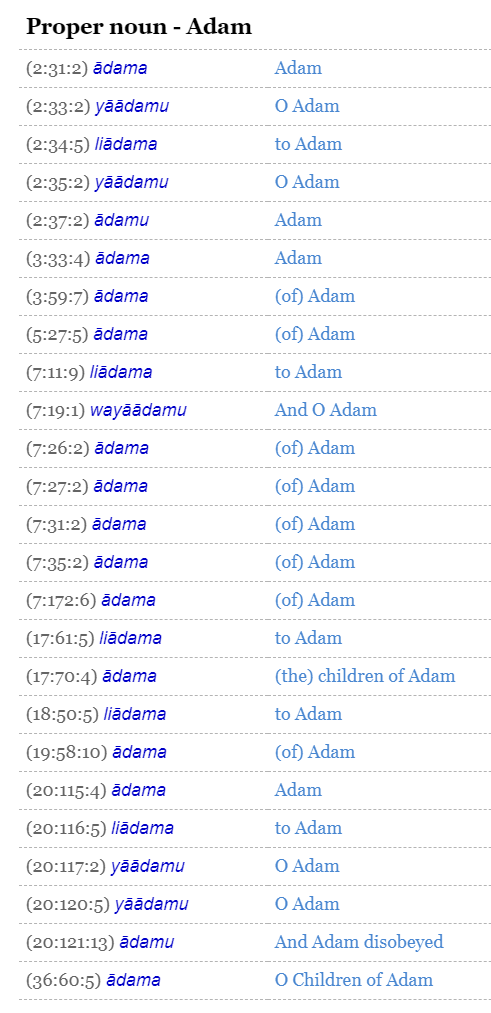 Proper noun - Adam
(2:31:2) ādama Adam
(2:33:2) yāādamu O Adam
(2:34:5) liādama to Adam
(2:35:2) yāādamu O Adam
(2:37:2) ādamu Adam
(3:33:4) ādama Adam
(3:59:7) ādama (of) Adam
(5:27:5) ādama (of) Adam
(7:11:9) liādama to Adam
(7:19:1) wayāādamu And O Adam
(7:26:2) ādama (of) Adam
(7:27:2) ādama (of) Adam
(7:31:2) ādama (of) Adam
(7:35:2) ādama (of) Adam
(7:172:6) ādama (of) Adam
(17:61:5) liādama to Adam
(17:70:4) ādama (the) children of Adam
(18:50:5) liādama to Adam
(19:58:10) ādama (of) Adam
(20:115:4) ādama Adam
(20:116:5) liādama to Adam
(20:117:2) yāādamu O Adam
(20:120:5) yāādamu O Adam
(20:121:13) ādamu And Adam disobeyed
(36:60:5) ādama O Children of Adam